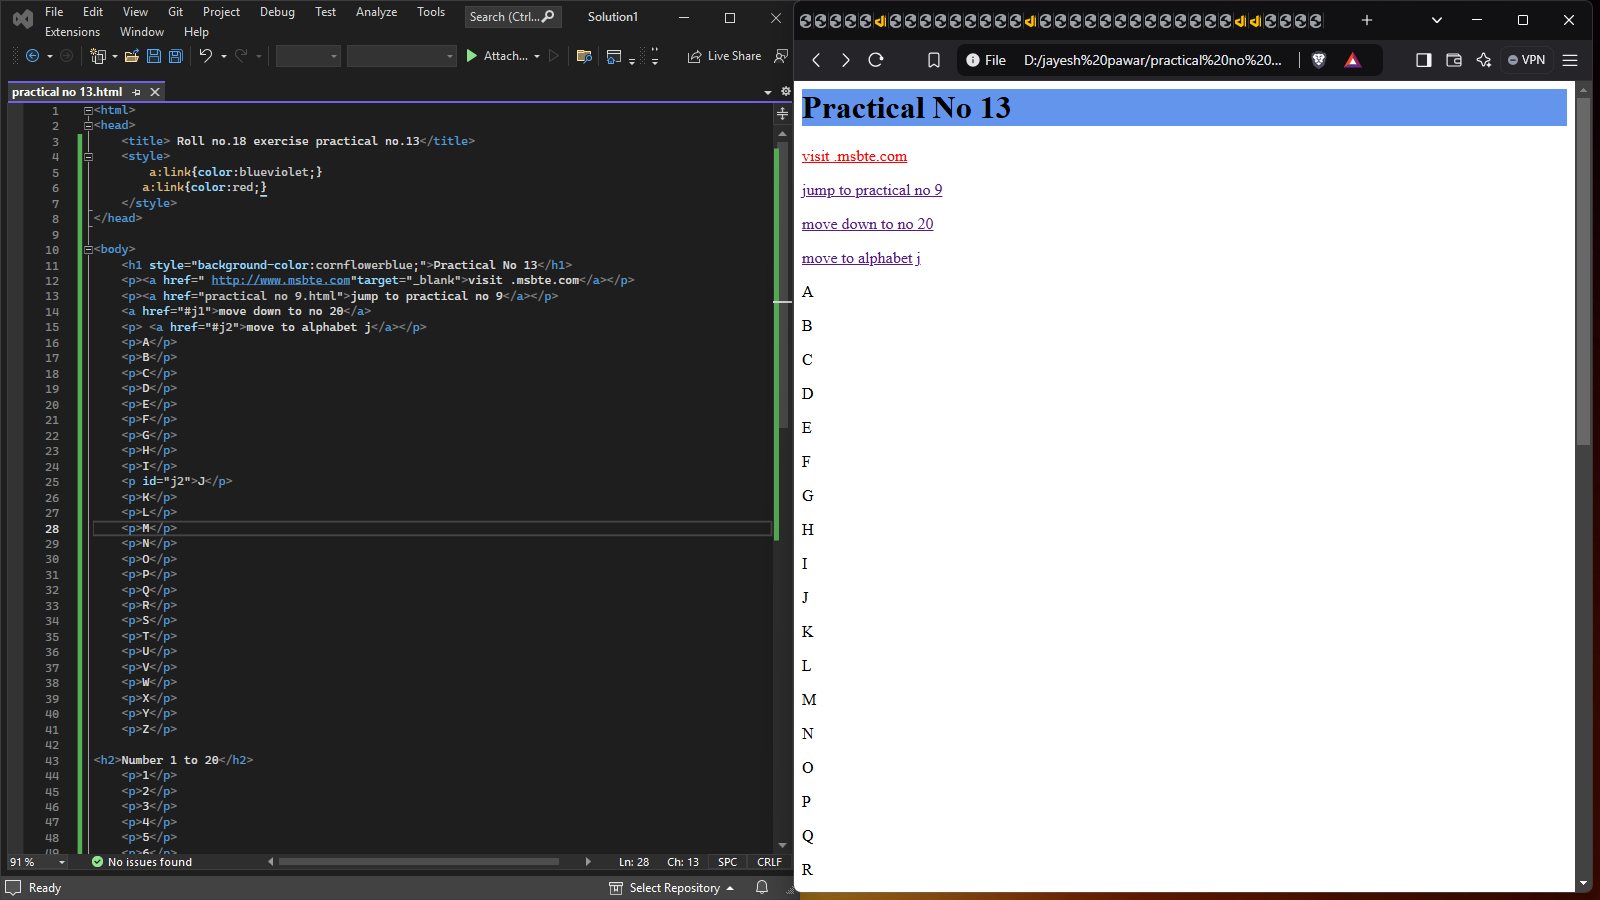 File Edit View Git Project Debug Test Analyze Tools Search (Ctrl... Solution1
Extensions Window Help
Attach... Live Share
practical no 13.html
1 <html>
2 <head>
3 <title> Roll no.18 exercise practical no.13</title>
4 <style>
5 a:link{color:blueviolet;}
6 a:link{color:red;}
7 </style>
8 </head>
9
10 <body>
11 <h1 style="background-color:cornflowerblue;">Practical No 13</h1>
12 <p><a href=" http://www.msbte.com"target="_blank">visit .msbte.com</a></p>
13 <p><a href="practical no 9.html">jump to practical no 9</a></p>
14 <a href="#j1">move down to no 20</a>
15 <p> <a href="#j2">move to alphabet j</a></p>
16 <p>A</p>
17 <p>B</p>
18 <p>C</p>
19 <p>D</p>
20 <p>E</p>
21 <p>F</p>
22 <p>G</p>
23 <p>H</p>
24 <p>I</p>
25 <p id="j2">J</p>
26 <p>K</p>
27 <p>L</p>
28 <p>M</p>
29 <p>N</p>
30 <p>O</p>
31 <p>P</p>
32 <p>Q</p>
33 <p>R</p>
34 <p>S</p>
35 <p>T</p>
36 <p>U</p>
37 <p>V</p>
38 <p>W</p>
39 <p>X</p>
40 <p>Y</p>
41 <p>Z</p>
42
43 <h2>Number 1 to 20</h2>
44 <p>1</p>
45 <p>2</p>
46 <p>3</p>
47 <p>4</p>
48 <p>5</p>
91 % No issues found Ln: 28 Ch: 13 SPC CRLF
Ready Select Repository
File D:/jayesh%20pawar/practical%20no%20... VPN
Practical No 13
visit .msbte.com
jump to practical no 9
move down to no 20
move to alphabet j
A
B
C
D
E
F
G
H
I
J
K
L
M
N
O
P
Q
R